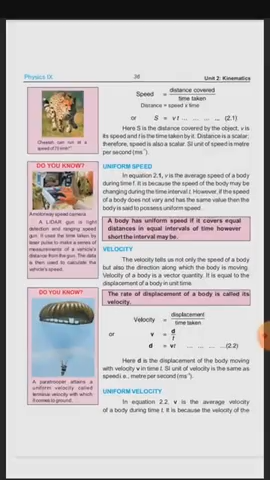 Physics IX
36
Unit 2: Kinematics
Cheetah can run at a
speed of 70 kmh⁻¹.
DO YOU KNOW?
A motorway speed camera
A LIDAR gun is light
detection and ranging speed
gun. It uses the time taken by
laser pulse to make a series of
measurements of a vehicle's
distance from the gun. The data
is then used to calculate the
vehicle's speed.
DO YOU KNOW?
A paratrooper attains a
uniform velocity called
terminal velocity with which
it comes to ground.
Speed = distance covered
time taken
Distance = speed x time
or S = v t ... ... ... ... (2.1)
Here S is the distance covered by the object, v is
its speed and t is the time taken by it. Distance is a scalar;
therefore, speed is also a scalar. SI unit of speed is metre
per second (ms⁻¹).
UNIFORM SPEED
In equation 2.1, v is the average speed of a body
during time t. It is because the speed of the body may be
changing during the time interval t. However, if the speed
of a body does not vary and has the same value then the
body is said to possess uniform speed.
A body has uniform speed if it covers equal
distances in equal intervals of time however
short the interval may be.
VELOCITY
The velocity tells us not only the speed of a body
but also the direction along which the body is moving.
Velocity of a body is a vector quantity. It is equal to the
displacement of a body in unit time.
The rate of displacement of a body is called its
velocity.
Velocity = displacement
time taken
or v = d
t
d = vt ... ... ... ...(2.2)
Here d is the displacement of the body moving
with velocity v in time t. SI unit of velocity is the same as
speed i.e., metre per second (ms⁻¹).
UNIFORM VELOCITY
In equation 2.2, v is the average velocity
of a body during time t. It is because the velocity of the